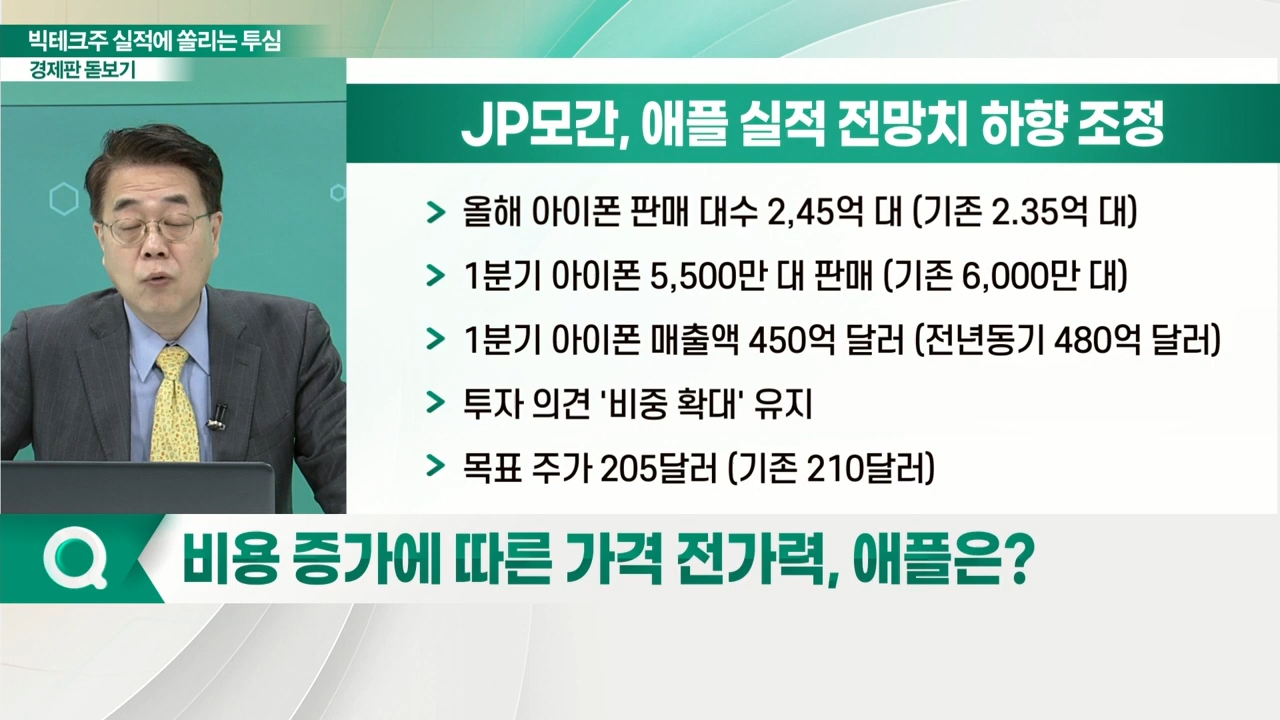 빅테크주 실적에 쏠리는 투심
경제판 돋보기
JP모간, 애플 실적 전망치 하향 조정
올해 아이폰 판매 대수 2,45억 대 (기존 2.35억 대)
1분기 아이폰 5,500만 대 판매 (기존 6,000만 대)
1분기 아이폰 매출액 450억 달러 (전년동기 480억 달러)
투자 의견 '비중 확대' 유지
목표 주가 205달러 (기존 210달러)
비용 증가에 따른 가격 전가력, 애플은?